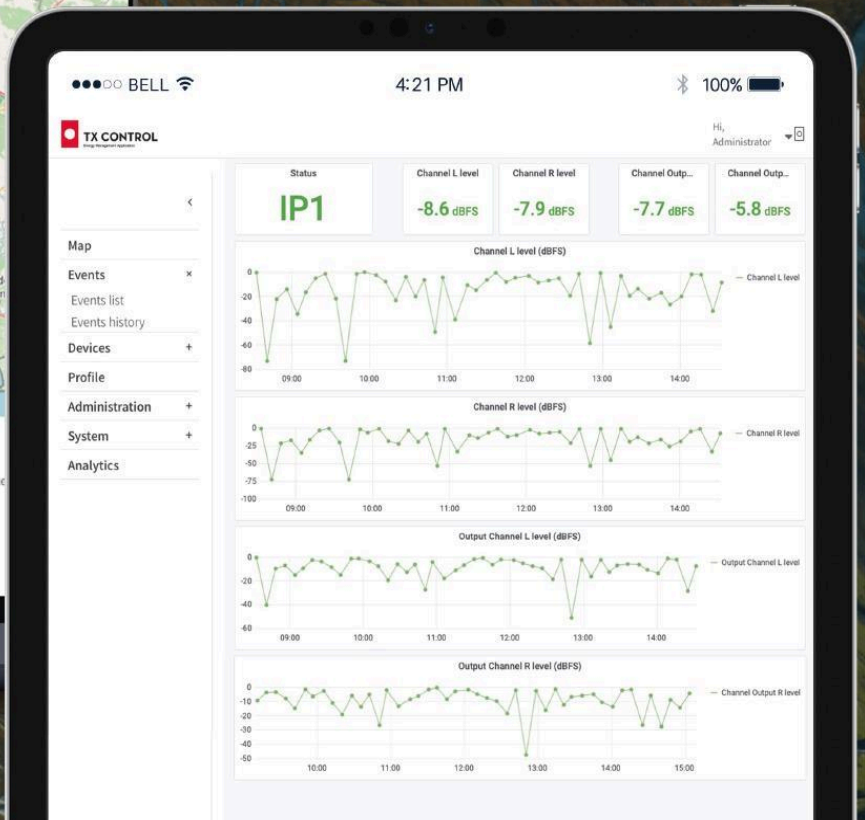 BELL
4:21 PM
100%
TX CONTROL
Energy Management Application
Hi,
Administrator
Map
Events ×
Events list
Events history
Devices +
Profile
Administration +
System +
Analytics
Status
IP1
Channel L level
-8.6 dBFS
Channel R level
-7.9 dBFS
Channel Outp...
-7.7 dBFS
Channel Outp...
-5.8 dBFS
Channel L level (dBFS)
0
-20
-40
-60
-80
09:00 10:00 11:00 12:00 13:00 14:00
Channel L level
Channel R level (dBFS)
0
-25
-50
-75
-100
09:00 10:00 11:00 12:00 13:00 14:00
Channel R level
Output Channel L level (dBFS)
0
-20
-40
-60
09:00 10:00 11:00 12:00 13:00 14:00
Output Channel L level
Output Channel R level (dBFS)
0
-10
-20
-30
-40
-50
10:00 11:00 12:00 13:00 14:00 15:00
Channel Output R level